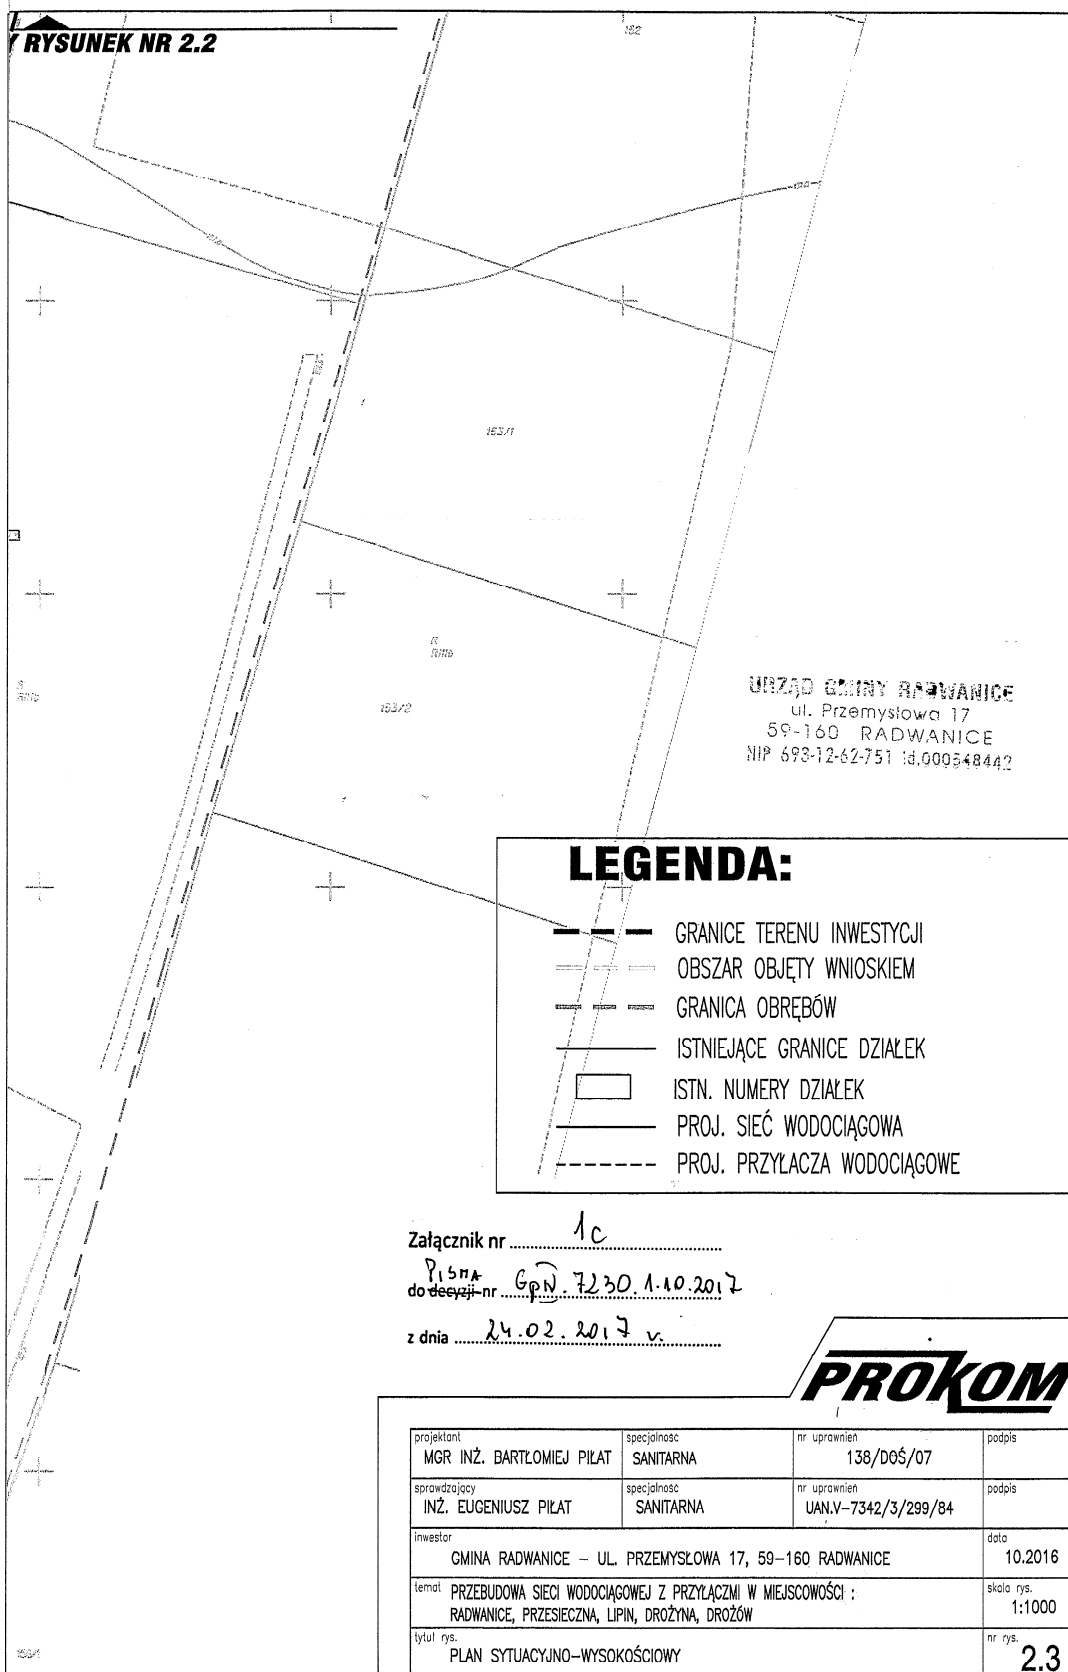 RYSUNEK NR 2.2
162
153/1
R
RIIIb
153/2
URZĄD GMINY RADWANICE
ul. Przemysłowa 17
59-160 RADWANICE
NIP 693-12-62-751
LEGENDA:
GRANICE TERENU INWESTYCJI
OBSZAR OBJĘTY WNIOSKIEM
GRANICA OBRĘBÓW
ISTNIEJĄCE GRANICE DZIAŁEK
ISTN. NUMERY DZIAŁEK
PROJ. SIEĆ WODOCIĄGOWA
PROJ. PRZYŁACZA WODOCIĄGOWE
Załącznik nr 1c
PISMA
do decyzji nr GpN.7230.1.10.2017
z dnia 24.02.2017 r.
PROKOM
projektant specjalność nr uprawnień podpis
MGR INŻ. BARTŁOMIEJ PIŁAT SANITARNA 138/DOŚ/07
sprawdzający specjalność nr uprawnień podpis
INŻ. EUGENIUSZ PIŁAT SANITARNA UAN.V-7342/3/299/84
inwestor data
GMINA RADWANICE – UL. PRZEMYSŁOWA 17, 59-160 RADWANICE 10.2016
temat PRZEBUDOWA SIECI WODOCIĄGOWEJ Z PRZYŁĄCZMI W MIEJSCOWOŚCI : skala rys.
RADWANICE, PRZESIECZNA, LIPIN, DROŻYNA, DROŻÓW 1:1000
tytuł rys. nr rys.
PLAN SYTUACYJNO-WYSOKOŚCIOWY 2.3